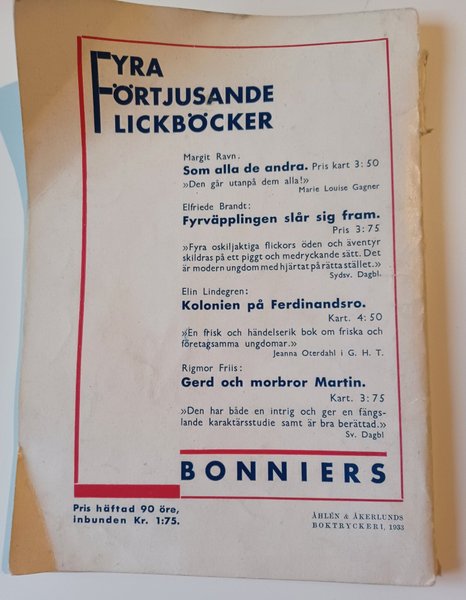 FYRA
FÖRTJUSANDE
FLICKBÖCKER
Margit Ravn:
Som alla de andra. Pris kart 3:50
»Den går utanpå dem alla!»
Marie Louise Gagner
Elfriede Brandt:
Fyrväpplingen slår sig fram.
Pris 3:75
»Fyra oskiljaktiga flickors öden och äventyr
skildras på ett piggt och medryckande sätt. Det
är modern ungdom med hjärtat på rätta stället.»
Sydsv. Dagbl.
Elin Lindegren:
Kolonien på Ferdinandsro.
Kart. 4:50
»En frisk och händelserik bok om friska och
företagsamma ungdomar.»
Jeanna Oterdahl i G. H. T.
Rigmor Friis:
Gerd och morbror Martin.
Kart. 3:75
»Den har både en intrig och ger en fängs-
lande karaktärsstudie samt är bra berättad.»
Sv. Dagbl
BONNIERS
Pris häftad 90 öre,
inbunden Kr. 1:75.
ÅHLÉN & ÅKERLUNDS
BOKTRYCKERI, 1933